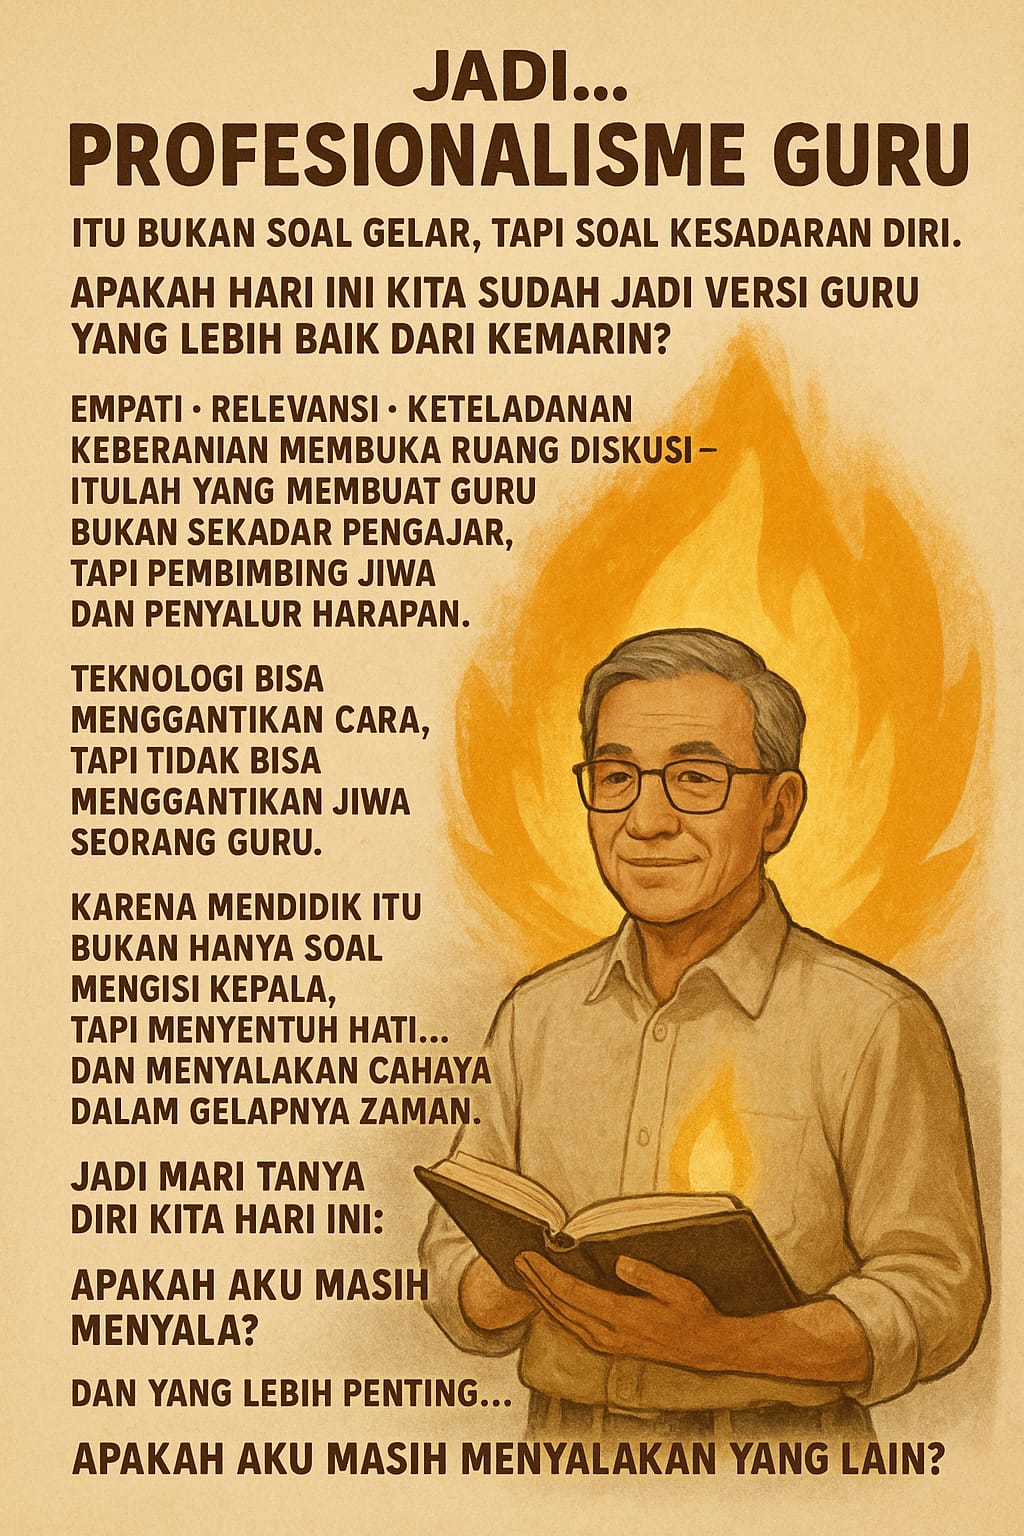 JADI...
PROFESIONALISME GURU
ITU BUKAN SOAL GELAR, TAPI SOAL KESADARAN DIRI.
APAKAH HARI INI KITA SUDAH JADI VERSI GURU
YANG LEBIH BAIK DARI KEMARIN?
EMPATI · RELEVANSI · KETELADANAN
KEBERANIAN MEMBUKA RUANG DISKUSI –
ITULAH YANG MEMBUAT GURU
BUKAN SEKADAR PENGAJAR,
TAPI PEMBIMBING JIWA
DAN PENYALUR HARAPAN.
TEKNOLOGI BISA
MENGGANTIKAN CARA,
TAPI TIDAK BISA
MENGGANTIKAN JIWA
SEORANG GURU.
KARENA MENDIDIK ITU
BUKAN HANYA SOAL
MENGISI KEPALA,
TAPI MENYENTUH HATI...
DAN MENYALAKAN CAHAYA
DALAM GELAPNYA ZAMAN.
JADI MARI TANYA
DIRI KITA HARI INI:
APAKAH AKU MASIH
MENYALA?
DAN YANG LEBIH PENTING...
APAKAH AKU MASIH MENYALAKAN YANG LAIN?